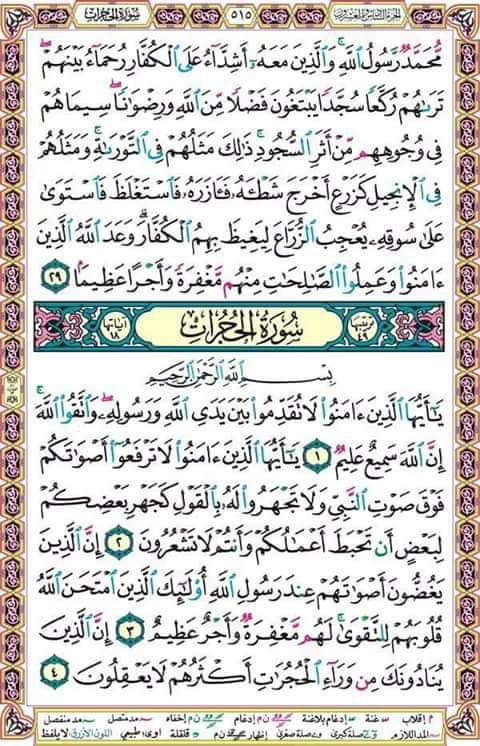 سورة الحجرات ٥١٥ الجزء السادس والعشرون
مُّحَمَّدٌ رَّسُولُ ٱللَّهِۚ وَٱلَّذِينَ مَعَهُۥٓ أَشِدَّآءُ عَلَى ٱلْكُفَّارِ رُحَمَآءُ بَيْنَهُمْۖ
تَرَىٰهُمْ رُكَّعًا سُجَّدًا يَبْتَغُونَ فَضْلًا مِّنَ ٱللَّهِ وَرِضْوَٰنًاۖ سِيمَاهُمْ
فِى وُجُوهِهِم مِّنْ أَثَرِ ٱلسُّجُودِۚ ذَٰلِكَ مَثَلُهُمْ فِى ٱلتَّوْرَىٰةِۚ وَمَثَلُهُمْ
فِى ٱلْإِنجِيلِ كَزَرْعٍ أَخْرَجَ شَطْـَٔهُۥ فَـَٔازَرَهُۥ فَٱسْتَغْلَظَ فَٱسْتَوَىٰ
عَلَىٰ سُوقِهِۦ يُعْجِبُ ٱلزُّرَّاعَ لِيَغِيظَ بِهِمُ ٱلْكُفَّارَۗ وَعَدَ ٱللَّهُ ٱلَّذِينَ
ءَامَنُوا۟ وَعَمِلُوا۟ ٱلصَّٰلِحَٰتِ مِنْهُم مَّغْفِرَةً وَأَجْرًا عَظِيمًۢا ٢٩
ترتيبها ٤٩ سُورَةُ الحُجُرَاتِ آياتها ١٨
بِسْمِ ٱللَّهِ ٱلرَّحْمَٰنِ ٱلرَّحِيمِ
يَٰٓأَيُّهَا ٱلَّذِينَ ءَامَنُوا۟ لَا تُقَدِّمُوا۟ بَيْنَ يَدَىِ ٱللَّهِ وَرَسُولِهِۦۖ وَٱتَّقُوا۟ ٱللَّهَۚ
إِنَّ ٱللَّهَ سَمِيعٌ عَلِيمٌ ١ يَٰٓأَيُّهَا ٱلَّذِينَ ءَامَنُوا۟ لَا تَرْفَعُوٓا۟ أَصْوَٰتَكُمْ
فَوْقَ صَوْتِ ٱلنَّبِىِّ وَلَا تَجْهَرُوا۟ لَهُۥ بِٱلْقَوْلِ كَجَهْرِ بَعْضِكُمْ
لِبَعْضٍ أَن تَحْبَطَ أَعْمَٰلُكُمْ وَأَنتُمْ لَا تَشْعُرُونَ ٢ إِنَّ ٱلَّذِينَ
يَغُضُّونَ أَصْوَٰتَهُمْ عِندَ رَسُولِ ٱللَّهِ أُو۟لَٰٓئِكَ ٱلَّذِينَ ٱمْتَحَنَ ٱللَّهُ
قُلُوبَهُمْ لِلتَّقْوَىٰۚ لَهُم مَّغْفِرَةٌ وَأَجْرٌ عَظِيمٌ ٣ إِنَّ ٱلَّذِينَ
يُنَادُونَكَ مِن وَرَآءِ ٱلْحُجُرَٰتِ أَكْثَرُهُمْ لَا يَعْقِلُونَ ٤